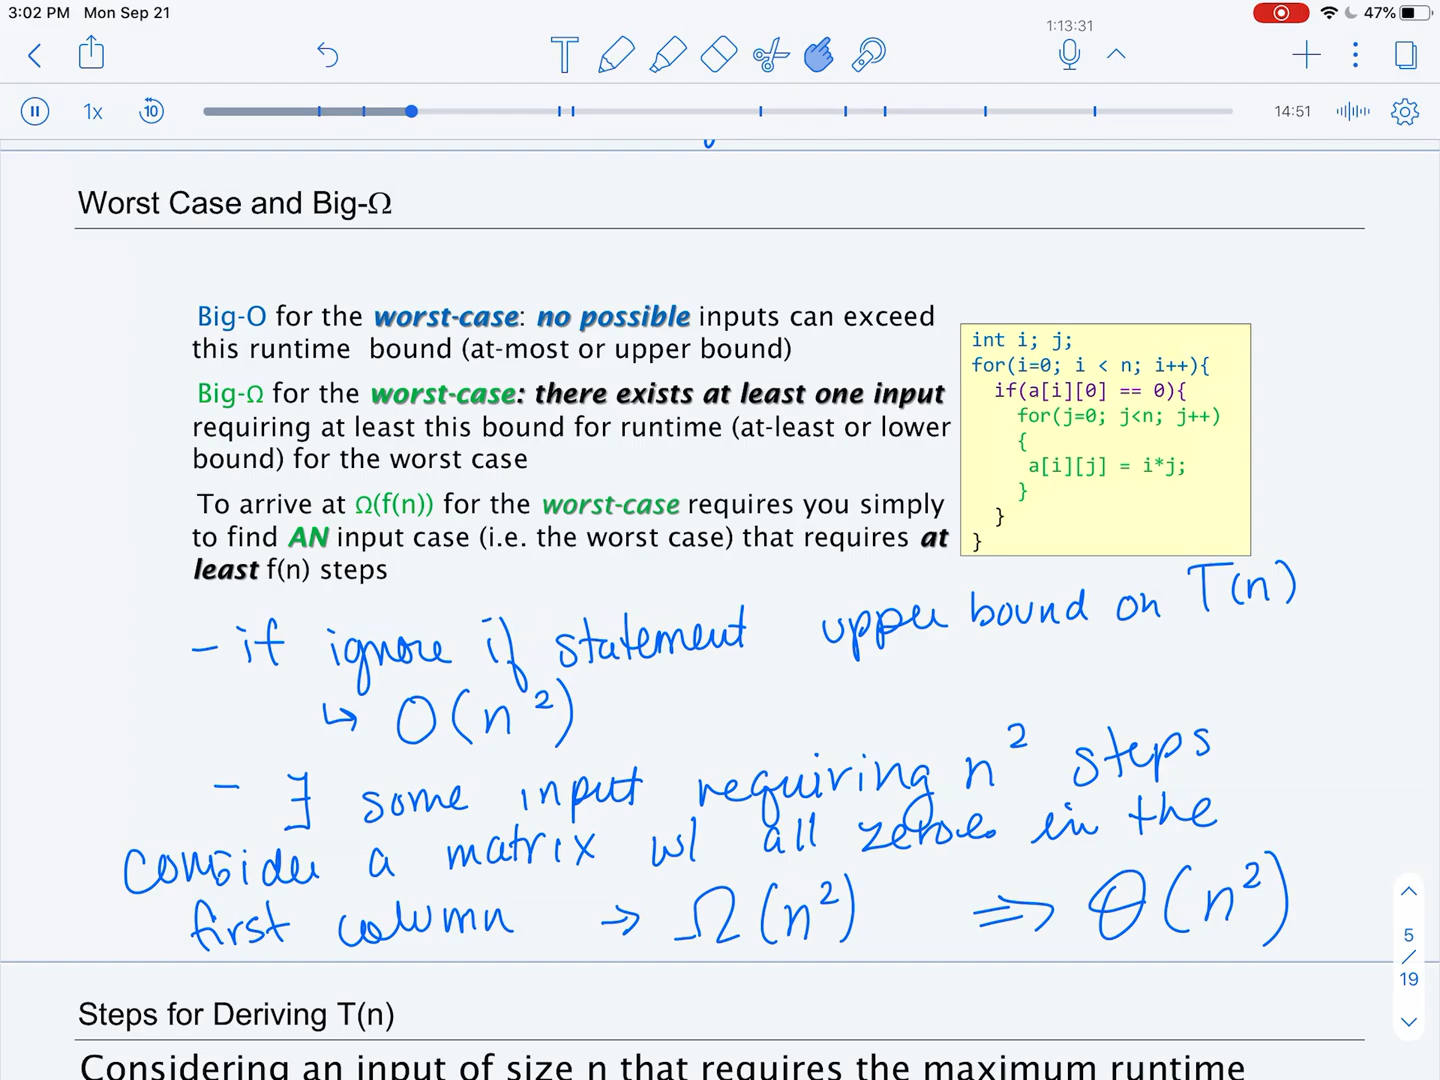 3:02 PM Mon Sep 21
47%
1:13:31
T
1x
10
14:51
Worst Case and Big-Ω
Big-O for the worst-case: no possible inputs can exceed
this runtime bound (at-most or upper bound)
Big-Ω for the worst-case: there exists at least one input
requiring at least this bound for runtime (at-least or lower
bound) for the worst case
To arrive at Ω(f(n)) for the worst-case requires you simply
to find AN input case (i.e. the worst case) that requires at
least f(n) steps
int i; j;
for(i=0; i < n; i++){
if(a[i][0] == 0){
for(j=0; j<n; j++)
{
a[i][j] = i*j;
}
}
}
- if ignore if statement upper bound on T(n)
↳ O(n²)
- ∃ some input requiring n² steps
Consider a matrix w/ all zeroes in the
first column → Ω(n²) ⇒ Θ(n²)
5
/
19
Steps for Deriving T(n)
Considering an input of size n that requires the maximum runtime